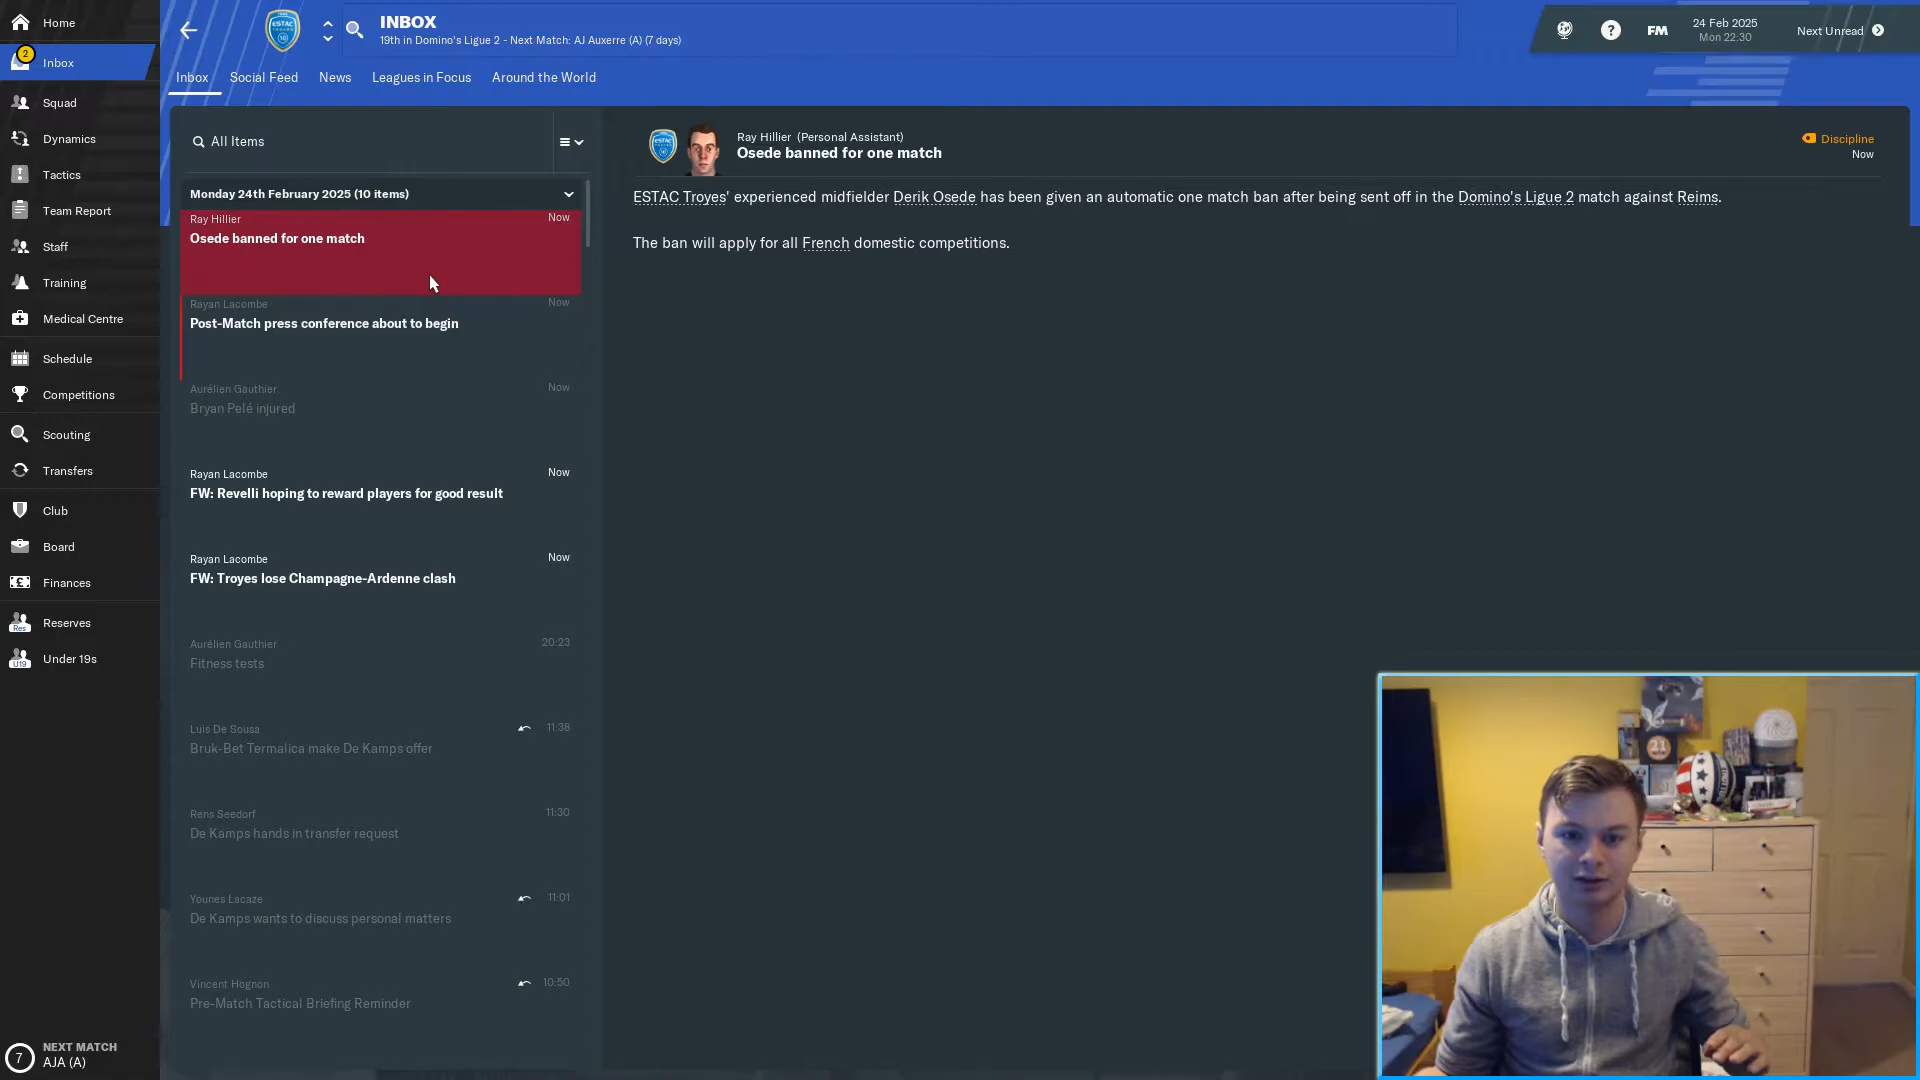 Home
2
Inbox
Squad
Dynamics
Tactics
Team Report
Staff
Training
Medical Centre
Schedule
Competitions
Scouting
Transfers
Club
Board
Finances
Res
Reserves
U19
Under 19s
7
NEXT MATCH
AJA (A)
ESTAC
INBOX
19th in Domino's Ligue 2 - Next Match: AJ Auxerre (A) (7 days)
?
FM
24 Feb 2025
Mon 22:30
Next Unread
Inbox Social Feed News Leagues in Focus Around the World
All Items
Monday 24th February 2025 (10 items)
Ray Hillier Now
Osede banned for one match
Rayan Lacombe Now
Post-Match press conference about to begin
Aurélien Gauthier Now
Bryan Pelé injured
Rayan Lacombe Now
FW: Revelli hoping to reward players for good result
Rayan Lacombe Now
FW: Troyes lose Champagne-Ardenne clash
Aurélien Gauthier 20:23
Fitness tests
Luis De Sousa 11:38
Bruk-Bet Termalica make De Kamps offer
Rens Seedorf 11:30
De Kamps hands in transfer request
Younes Lacaze 11:01
De Kamps wants to discuss personal matters
Vincent Hognon 10:50
Pre-Match Tactical Briefing Reminder
ESTAC
Ray Hillier (Personal Assistant)
Osede banned for one match
Discipline
Now
ESTAC Troyes' experienced midfielder Derik Osede has been given an automatic one match ban after being sent off in the Domino's Ligue 2 match against Reims.
The ban will apply for all French domestic competitions.
21